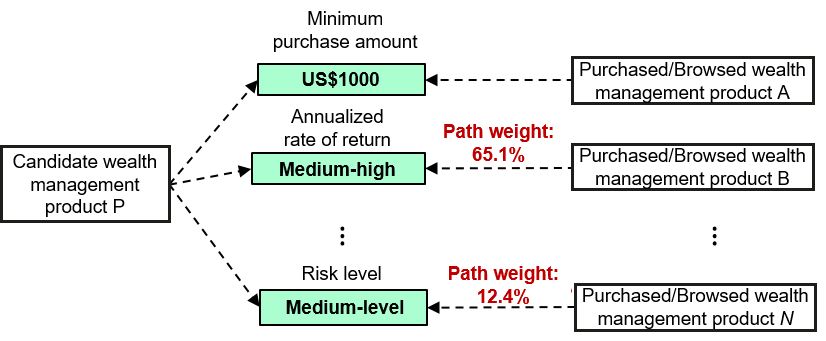 Minimum
purchase amount
US$1000
Purchased/Browsed wealth
management product A
Annualized
rate of return
Path weight:
65.1%
Candidate wealth
management
product P
Medium-high
Purchased/Browsed wealth
management product B
Risk level
Path weight:
12.4%
Medium-level
Purchased/Browsed wealth
management product N